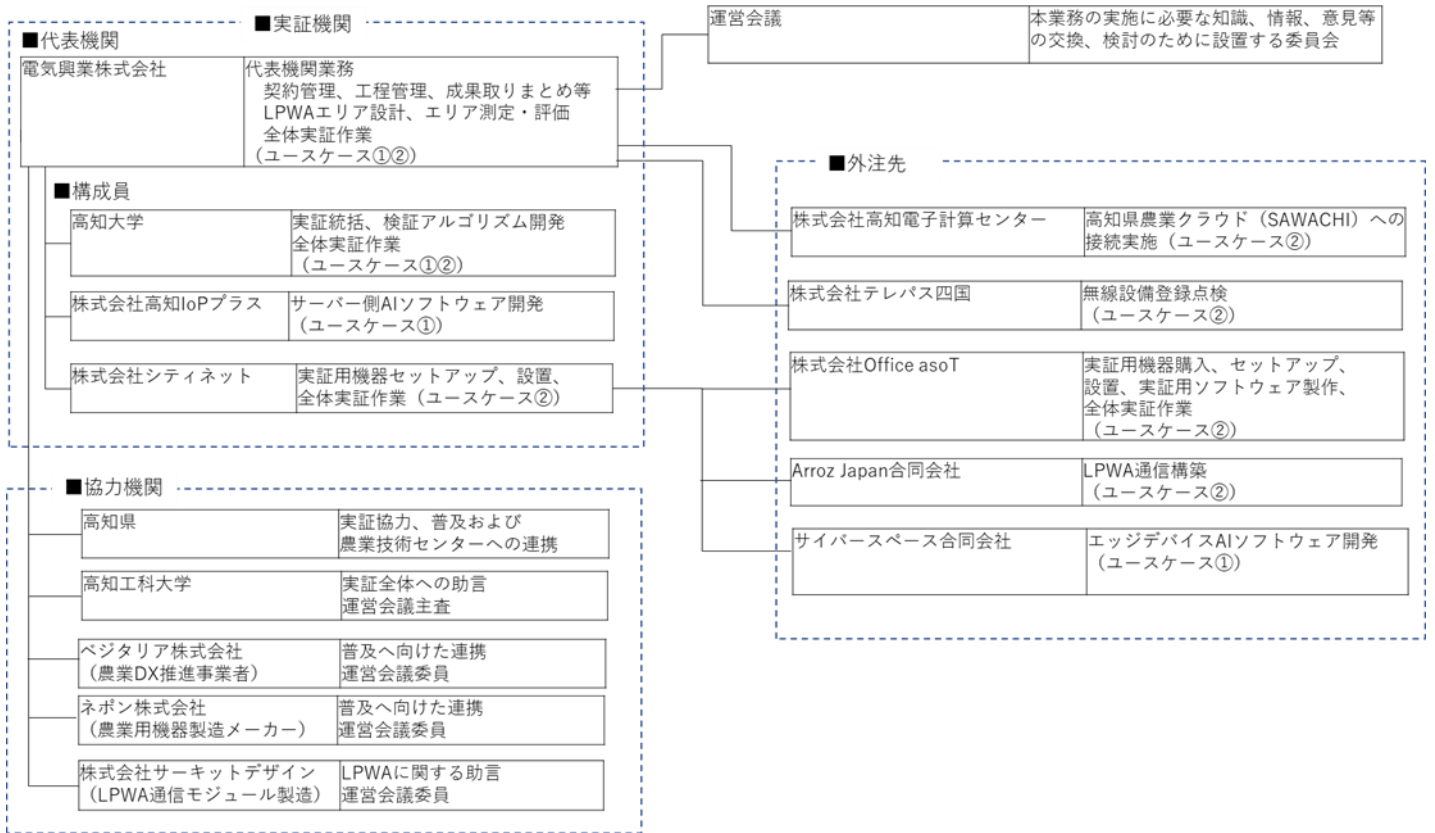 ■実証機関
■代表機関
電気興業株式会社
代表機関業務
契約管理、工程管理、成果取りまとめ等
LPWAエリア設計、エリア測定・評価
全体実証作業
（ユースケース①②）
■構成員
高知大学
実証統括、検証アルゴリズム開発
全体実証作業
（ユースケース①②）
株式会社高知IoPプラス
サーバー側AIソフトウェア開発
（ユースケース①）
株式会社シティネット
実証用機器セットアップ、設置、
全体実証作業（ユースケース②）
■協力機関
高知県
実証協力、普及および
農業技術センターへの連携
高知工科大学
実証全体への助言
運営会議主査
ベジタリア株式会社
（農業DX推進事業者）
普及へ向けた連携
運営会議委員
ネポン株式会社
（農業用機器製造メーカー）
普及へ向けた連携
運営会議委員
株式会社サーキットデザイン
（LPWA通信モジュール製造）
LPWAに関する助言
運営会議委員
運営会議
本業務の実施に必要な知識、情報、意見等
の交換、検討のために設置する委員会
■外注先
株式会社高知電子計算センター
高知県農業クラウド（SAWACHI）への
接続実施（ユースケース②）
株式会社テレパス四国
無線設備登録点検
（ユースケース②）
株式会社Office asoT
実証用機器購入、セットアップ、
設置、実証用ソフトウェア製作、
全体実証作業
（ユースケース②）
Arroz Japan合同会社
LPWA通信構築
（ユースケース②）
サイバースペース合同会社
エッジデバイスAIソフトウェア開発
（ユースケース①）